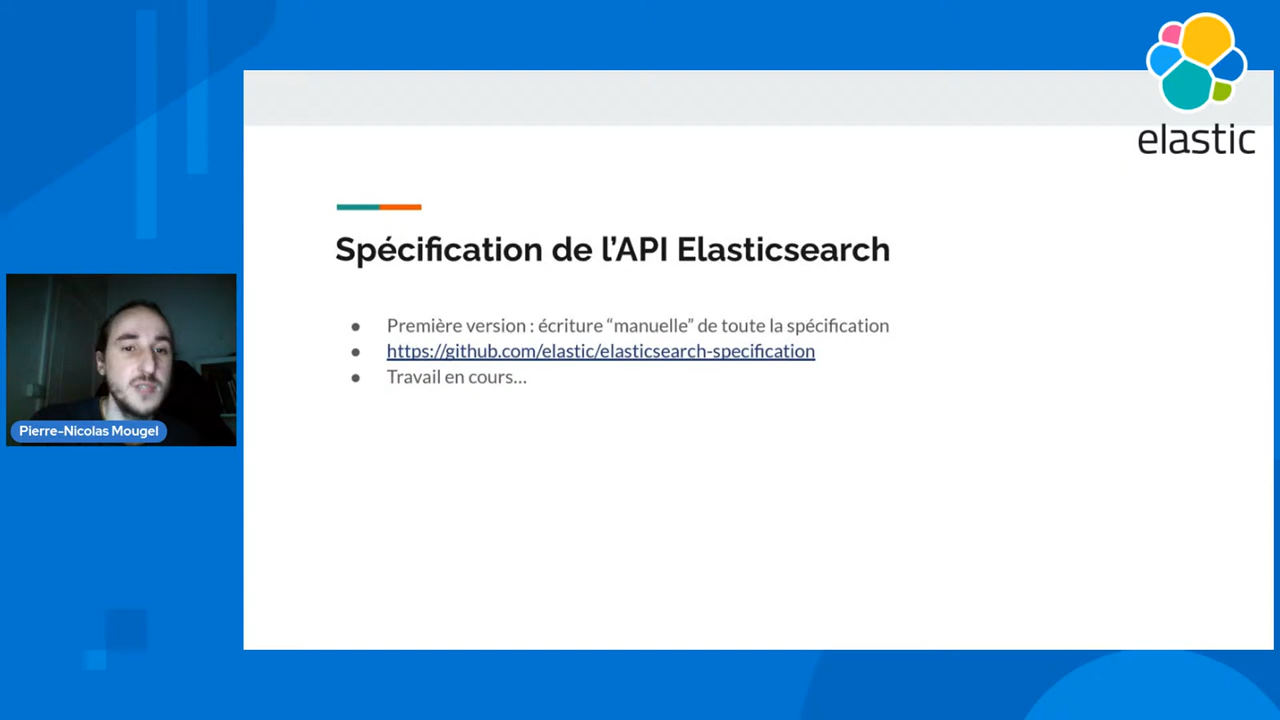 elastic
Spécification de l’API Elasticsearch
● Première version : écriture “manuelle” de toute la spécification
● https://github.com/elastic/elasticsearch-specification
● Travail en cours…
Pierre-Nicolas Mougel